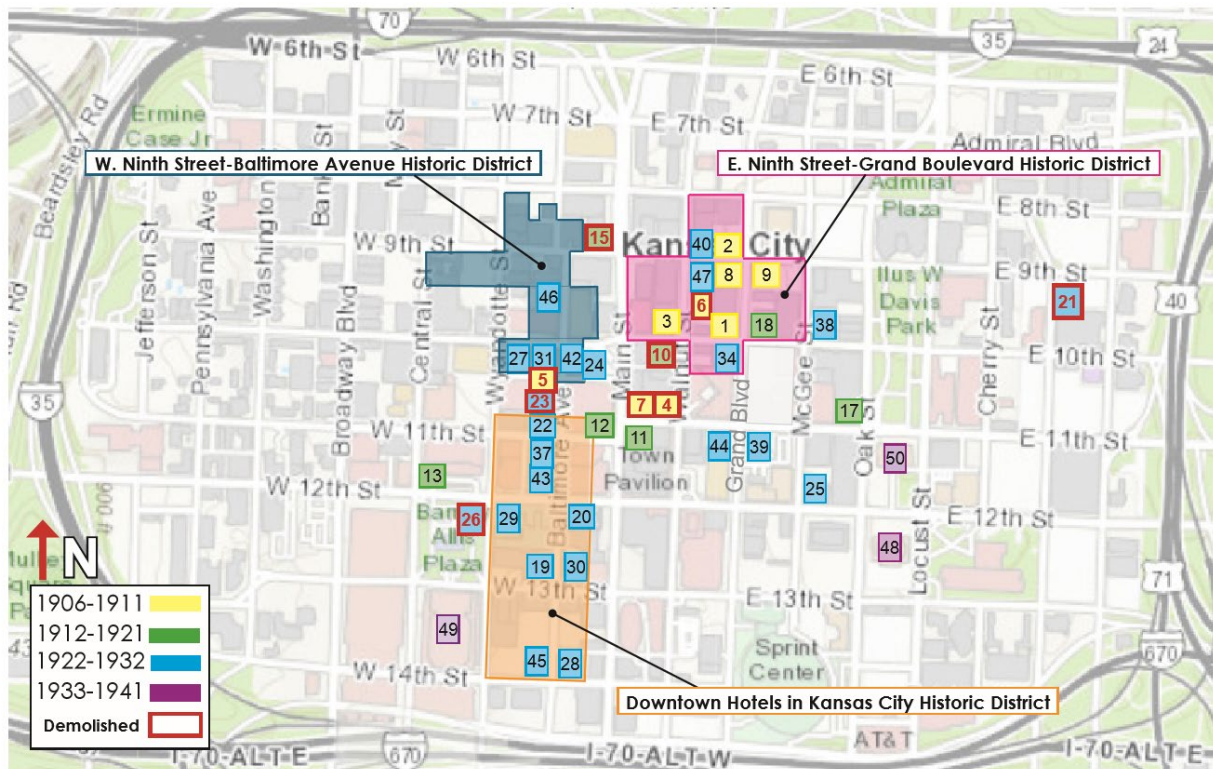 70
35
24
W 6th St
W 6th St
E 6th St
Beardsley Rd
Ermine
Case Jr
W 7th St
E 7th St
Admiral Blvd
W. Ninth Street-Baltimore Avenue Historic District
E. Ninth Street-Grand Boulevard Historic District
Jefferson St
Pennsylvania Ave
Washington
Broadway Blvd
Central St
Wyandotte St
Baltimore Ave
Main St
Walnut St
Grand Blvd
McGee St
Oak St
Locust St
Cherry St
Admiral
Plaza
E 8th St
W 9th St
Kansas City
E 9th St
Ilus W
Davis
Park
E 10th St
W 11th St
E 11th St
Town
Pavilion
W 12th St
E 12th St
Allis
Plaza
W 13th St
E 13th St
W 14th St
Sprint
Center
AT&T
15
40
2
46
47
8
9
6
3
1
18
38
21
40
27
31
42
24
10
34
5
23
7
4
17
22
12
11
37
44
39
50
13
43
25
26
29
20
48
19
30
49
45
28
35
71
670
N
1906-1911
1912-1921
1922-1932
1933-1941
Demolished
Downtown Hotels in Kansas City Historic District
I-70-ALT E
670
I-70-ALT W
I-70-ALT E